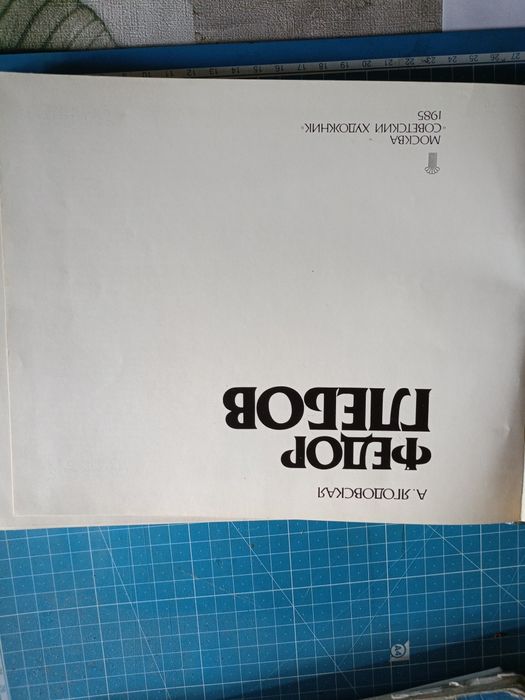 А. ЯГОДОВСКАЯ
ФЕДОР
ГЛЕБОВ
МОСКВА
«СОВЕТСКИЙ ХУДОЖНИК»
1985